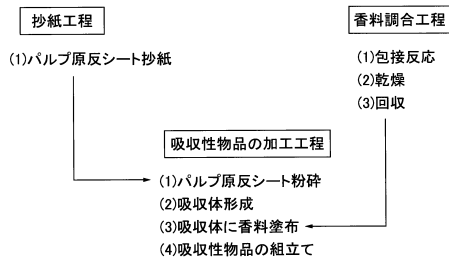 抄紙工程
(1)パルプ原反シート抄紙
香料調合工程
(1)包接反応
(2)乾燥
(3)回収
吸収性物品の加工工程
(1)パルプ原反シート粉砕
(2)吸収体形成
(3)吸収体に香料塗布
(4)吸収性物品の組立て